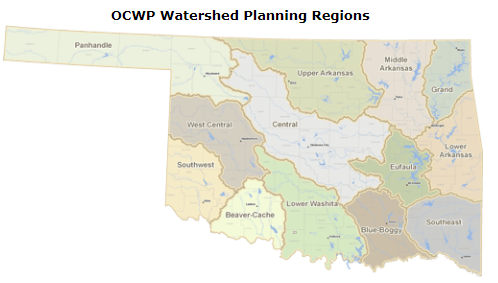 OCWP Watershed Planning Regions
Panhandle
Upper Arkansas
Middle
Arkansas
Grand
West Central
Central
Lower
Arkansas
Southwest
Eufaula
Beaver-Cache
Lower Washita
Blue-Boggy
Southeast